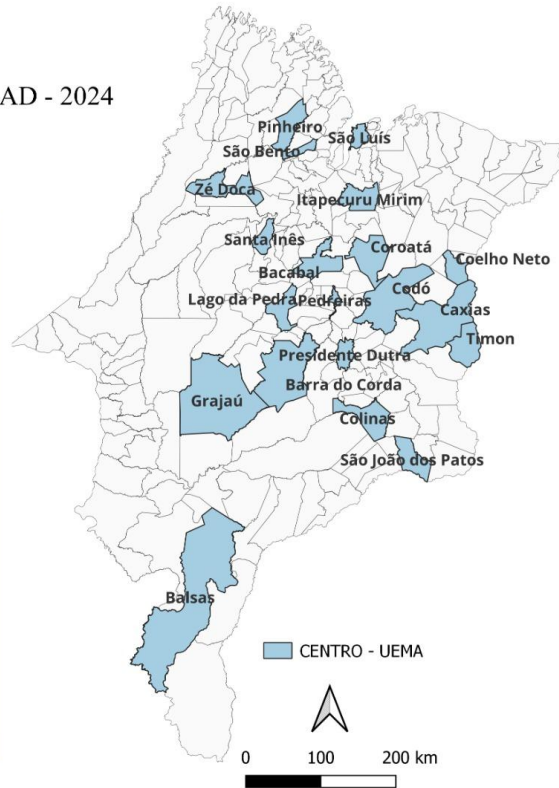 AD - 2024
Pinheiro
São Luís
São Bento
Zé Doca
Itapecuru Mirim
Santa Inês
Coroatá
Coelho Neto
Bacabal
Codó
Lago da Pedra
Pedreiras
Caxias
Timon
Presidente Dutra
Barra do Corda
Grajaú
Colinas
São João dos Patos
Balsas
CENTRO - UEMA
0 100 200 km